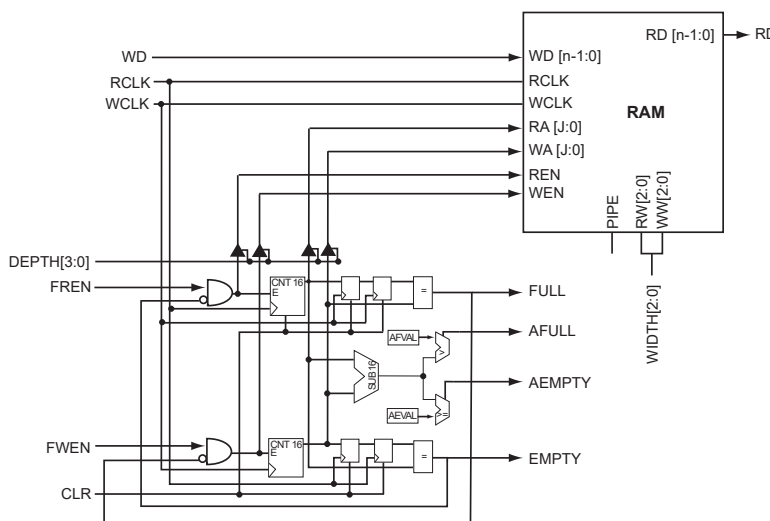 RD [n-1:0]
RD
WD
WD [n-1:0]
RCLK
RCLK
WCLK
WCLK
RAM
RA [J:0]
WA [J:0]
REN
WEN
PIPE
RW[2:0]
WW[2:0]
DEPTH[3:0]
FREN
CNT 16
E
=
FULL
WIDTH[2:0]
AFVAL
>
AFULL
SUB 16
AEMPTY
AEVAL
>=
FWEN
CNT 16
E
=
EMPTY
CLR